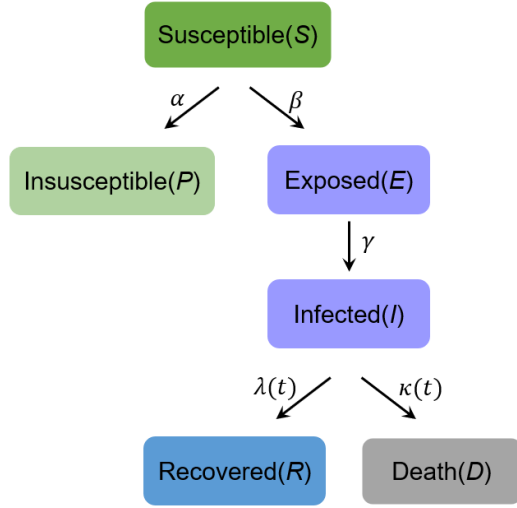 Susceptible(S)
α β
Insusceptible(P) Exposed(E)
γ
Infected(I)
λ(t) κ(t)
Recovered(R) Death(D)